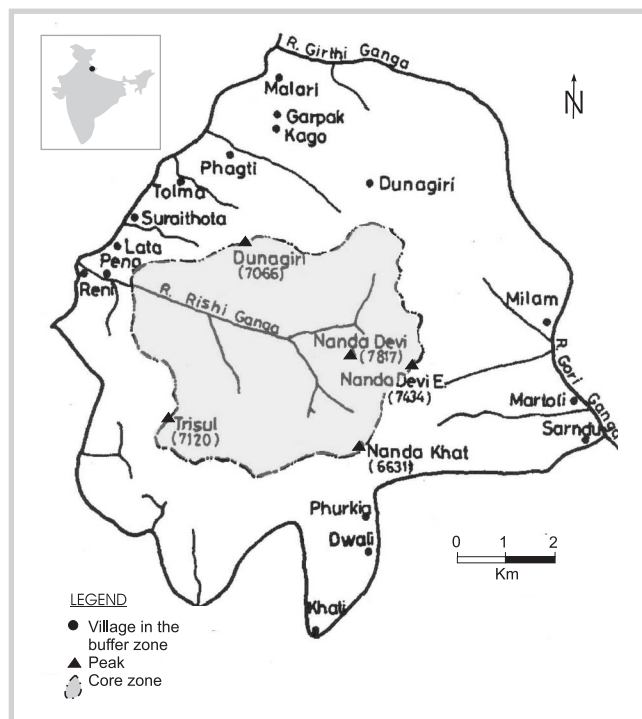 R. Girthi Ganga
Malari
N
Garpak
Kago
Phagti
Dunagiri
Tolma
Suraithota
Lata
Peng
Reni
Dunagiri
(7066)
R. Rishi Ganga
Milam
Nanda Devi
(7817)
Nanda Devi E.
(7434)
R. Gori Ganga
Martoli
Sarndu
Trisul
(7120)
Nanda Khat
(6631)
Phurkia
Dwali
0 1 2
Km
Khati
LEGEND
Village in the
buffer zone
Peak
Core zone